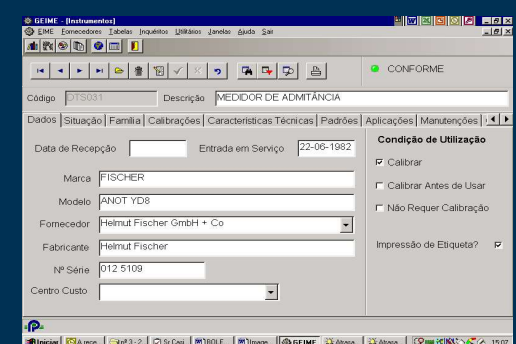 GEIME - [Instrumentos]
EIME Fornecedores Tabelas Inquéritos Utilitários Janelas Ajuda Sair
CONFORME
Código DTS031 Descrição MEDIDOR DE ADMITÂNCIA
Dados Situação Família Calibrações Características Técnicas Padrões Aplicações Manutenções
Data de Recepção Entrada em Serviço 22-06-1982
Condição de Utilização
Calibrar
Marca FISCHER
Calibrar Antes de Usar
Modelo ANOT YD8
Não Requer Calibração
Fornecedor Helmut Fischer GmbH + Co
Fabricante Helmut Fischer
Impressão de Etiqueta?
Nº Série 012 5109
Centro Custo
Iniciar GEIME 15:07